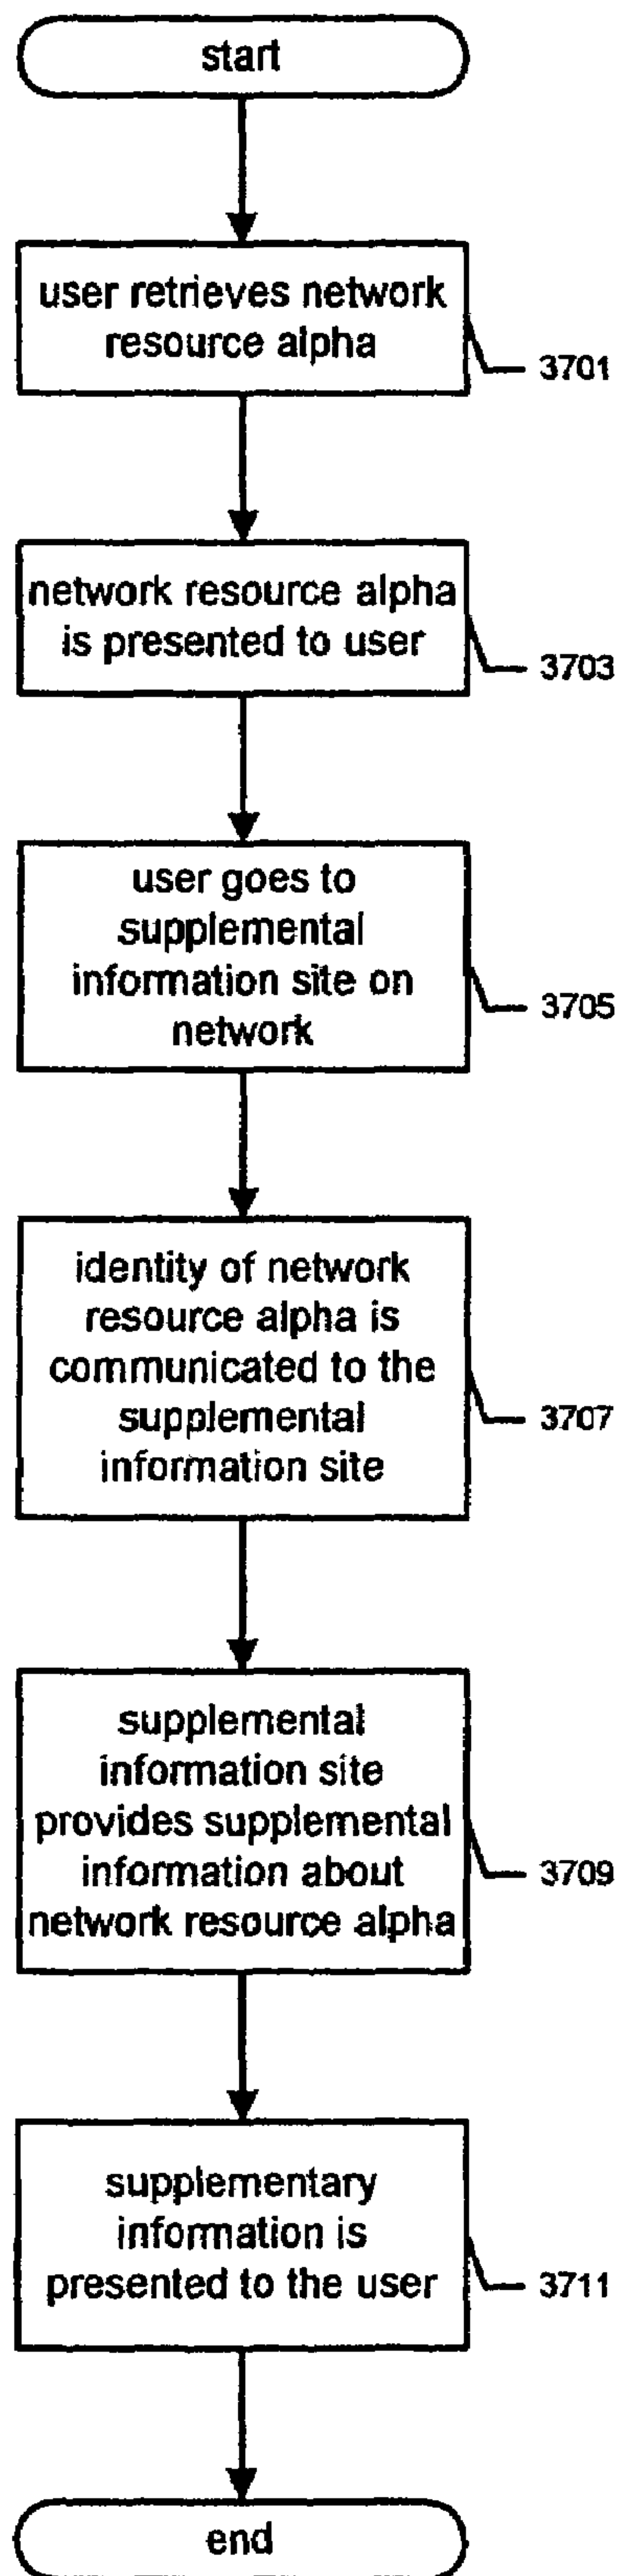 start
user retrieves network
resource alpha
3701
network resource alpha
is presented to user
3703
user goes to
supplemental
information site on
network
3705
identity of network
resource alpha is
communicated to the
supplemental
information site
3707
supplemental
information site
provides supplemental
information about
network resource alpha
3709
supplementary
information is
presented to the user
3711
end